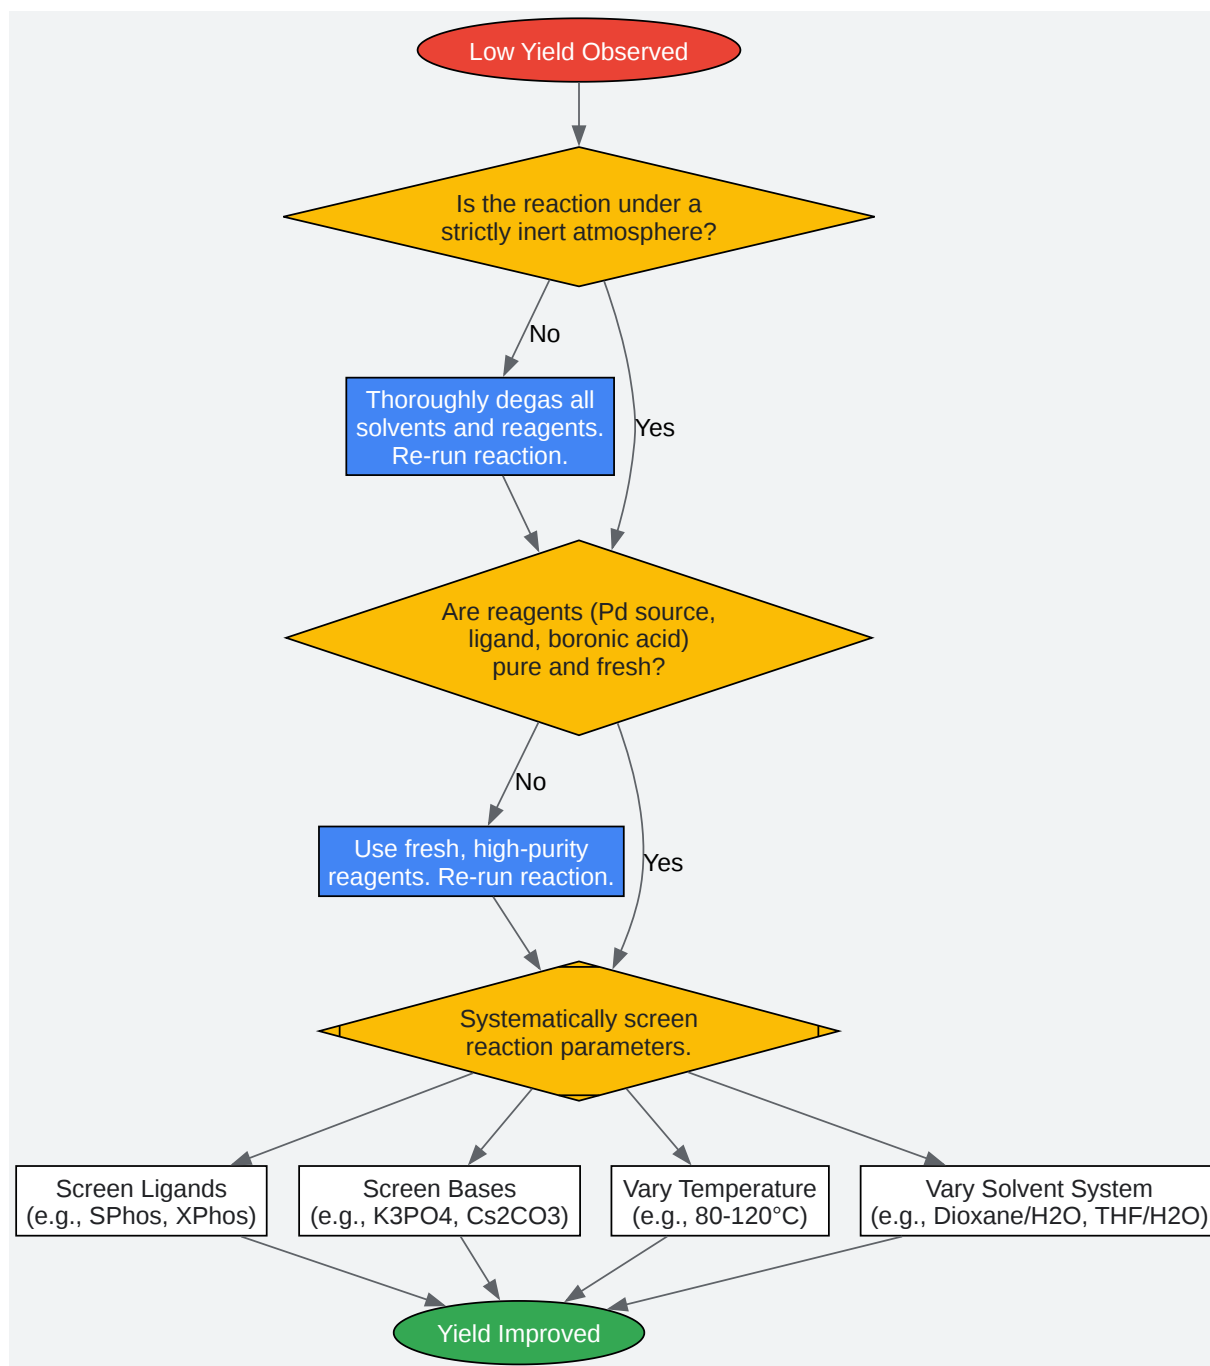 Low Yield Observed
Is the reaction under a
strictly inert atmosphere?
No
Thoroughly degas all
solvents and reagents.
Re-run reaction.
Yes
Are reagents (Pd source,
ligand, boronic acid)
pure and fresh?
No
Use fresh, high-purity
reagents. Re-run reaction.
Yes
Systematically screen
reaction parameters.
Screen Ligands
(e.g., SPhos, XPhos)
Screen Bases
(e.g., K3PO4, Cs2CO3)
Vary Temperature
(e.g., 80-120°C)
Vary Solvent System
(e.g., Dioxane/H2O, THF/H2O)
Yield Improved